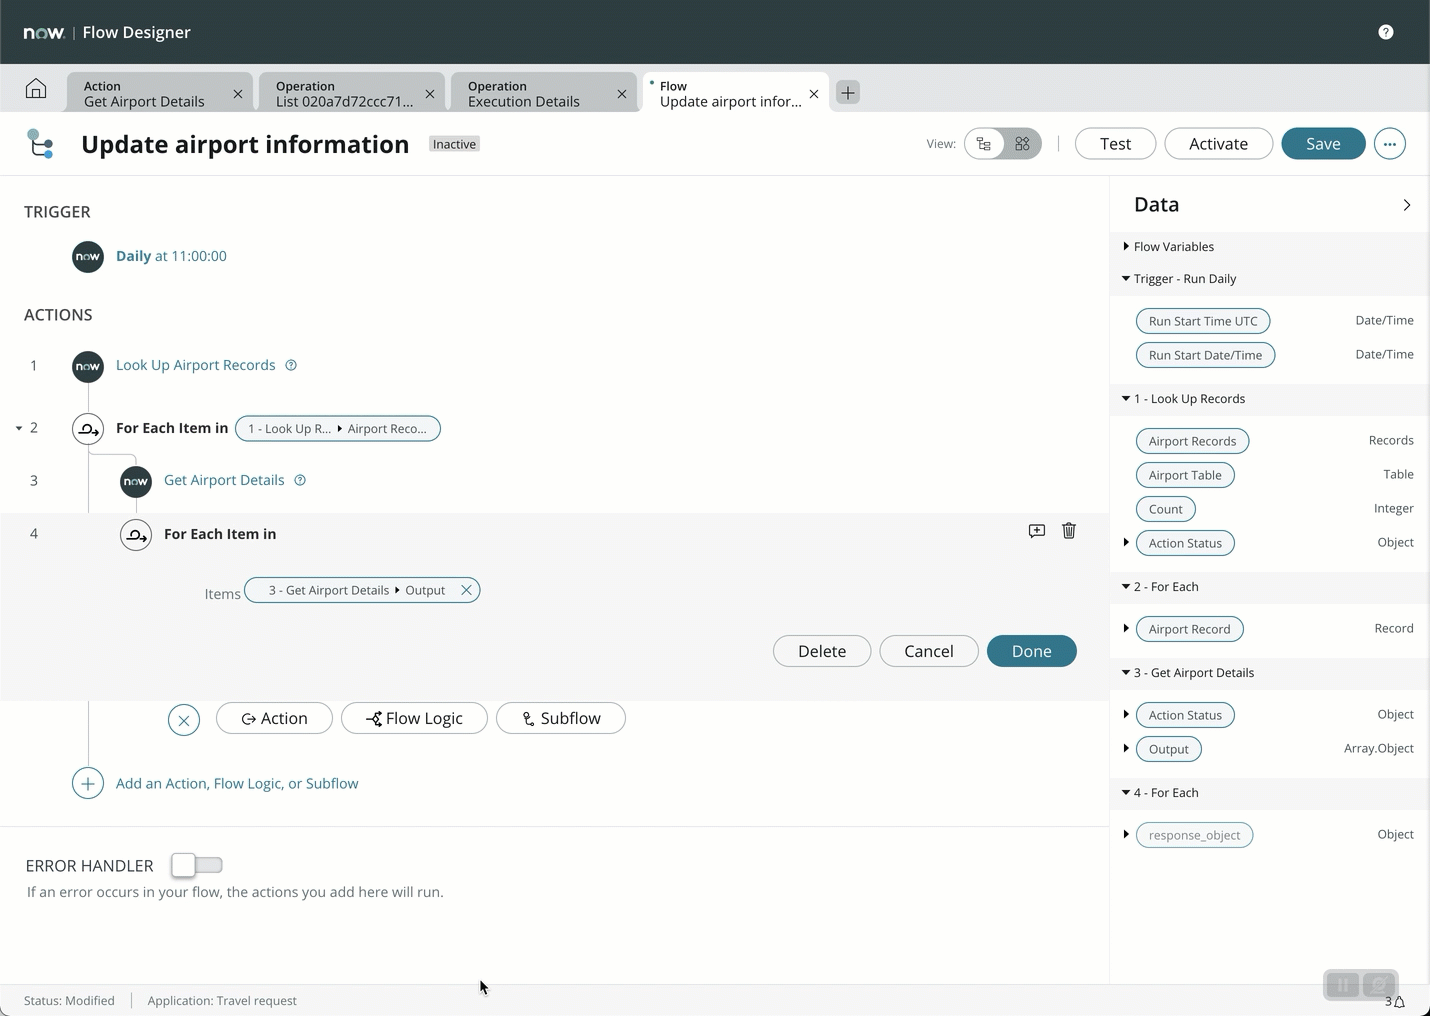 now. | Flow Designer
?
Action
Get Airport Details
Operation
List 020a7d72ccc71...
Operation
Execution Details
Flow
Update airport infor...
Update airport information
Inactive
View:
Test
Activate
Save
TRIGGER
now
Daily at 11:00:00
ACTIONS
1
now
Look Up Airport Records
?
2
For Each Item in
1 - Look Up R... ▸ Airport Reco...
3
now
Get Airport Details
?
4
For Each Item in
Items
3 - Get Airport Details ▸ Output
Delete
Cancel
Done
Action
Flow Logic
Subflow
Add an Action, Flow Logic, or Subflow
ERROR HANDLER
If an error occurs in your flow, the actions you add here will run.
Data
Flow Variables
Trigger - Run Daily
Run Start Time UTC Date/Time
Run Start Date/Time Date/Time
1 - Look Up Records
Airport Records Records
Airport Table Table
Count Integer
Action Status Object
2 - For Each
Airport Record Record
3 - Get Airport Details
Action Status Object
Output Array.Object
4 - For Each
response_object Object
Status: Modified | Application: Travel request
3